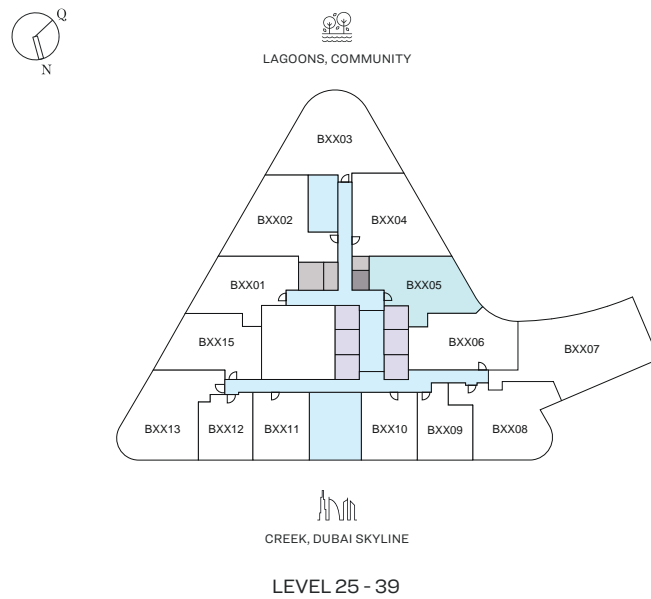 Q
N
LAGOONS, COMMUNITY
BXX03
BXX02
BXX04
BXX01
BXX05
BXX15
BXX06
BXX07
BXX13
BXX12
BXX11
BXX10
BXX09
BXX08
CREEK, DUBAI SKYLINE
LEVEL 25 - 39